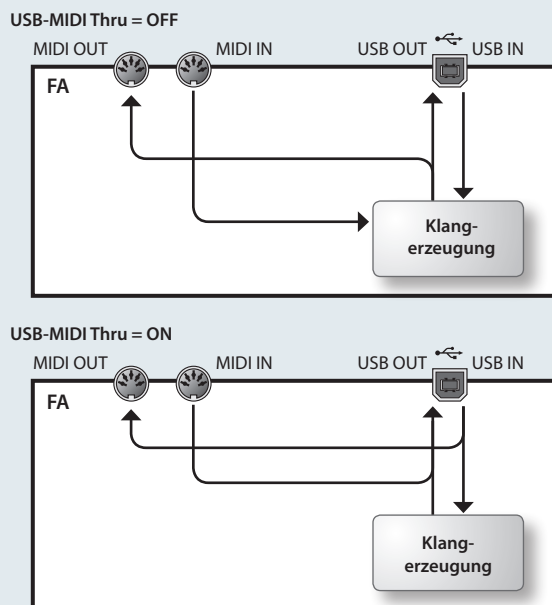 USB-MIDI Thru = OFF
MIDI OUT MIDI IN USB OUT USB IN
FA
Klang-
erzeugung
USB-MIDI Thru = ON
MIDI OUT MIDI IN USB OUT USB IN
FA
Klang-
erzeugung